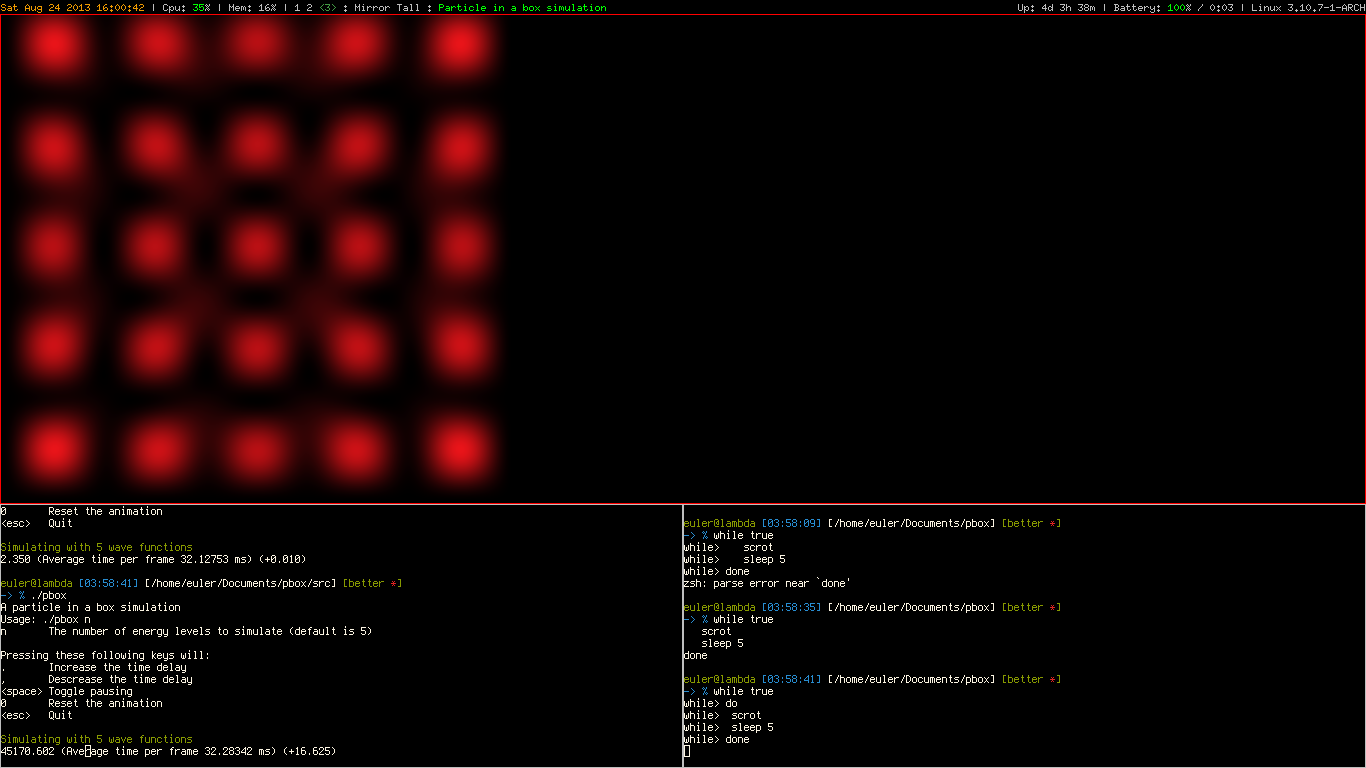 Sat Aug 24 2013 16:00:42 | Cpu: 35% | Mem: 16% | 1 2 <3> : Mirror Tall : Particle in a box simulation
Up: 4d 3h 38m | Battery: 100% / 0:03 | Linux 3.10.7-1-ARCH
0 Reset the animation
<esc> Quit
Simulating with 5 wave functions
2.350 (Average time per frame 32.12753 ms) (+0.010)
euler@lambda [03:58:41] [/home/euler/Documents/pbox/src] [better *]
-> % ./pbox
A particle in a box simulation
Usage: ./pbox n
n The number of energy levels to simulate (default is 5)
Pressing these following keys will:
. Increase the time delay
, Descrease the time delay
<space> Toggle pausing
0 Reset the animation
<esc> Quit
Simulating with 5 wave functions
45170.602 (Average time per frame 32.28342 ms) (+16.625)
euler@lambda [03:58:09] [/home/euler/Documents/pbox] [better *]
-> % while true
while> scrot
while> sleep 5
while> done
zsh: parse error near `done'
euler@lambda [03:58:35] [/home/euler/Documents/pbox] [better *]
-> % while true
scrot
sleep 5
done
euler@lambda [03:58:41] [/home/euler/Documents/pbox] [better *]
-> % while true
while> do
while> scrot
while> sleep 5
while> done